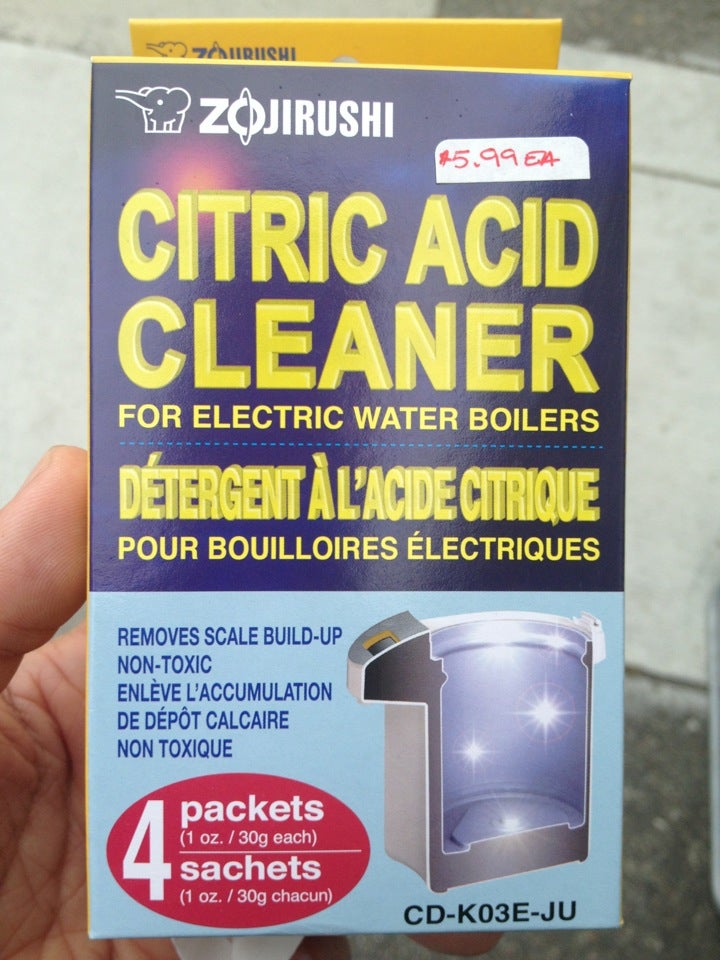 ZOJIRUSHI
ZOJIRUSHI
$5.99 EA
CITRIC ACID
CLEANER
FOR ELECTRIC WATER BOILERS
DÉTERGENT À L'ACIDE CITRIQUE
POUR BOUILLOIRES ÉLECTRIQUES
REMOVES SCALE BUILD-UP
NON-TOXIC
ENLÈVE L'ACCUMULATION
DE DÉPÔT CALCAIRE
NON TOXIQUE
4 packets
(1 oz. / 30g each)
sachets
(1 oz. / 30g chacun)
CD-K03E-JU